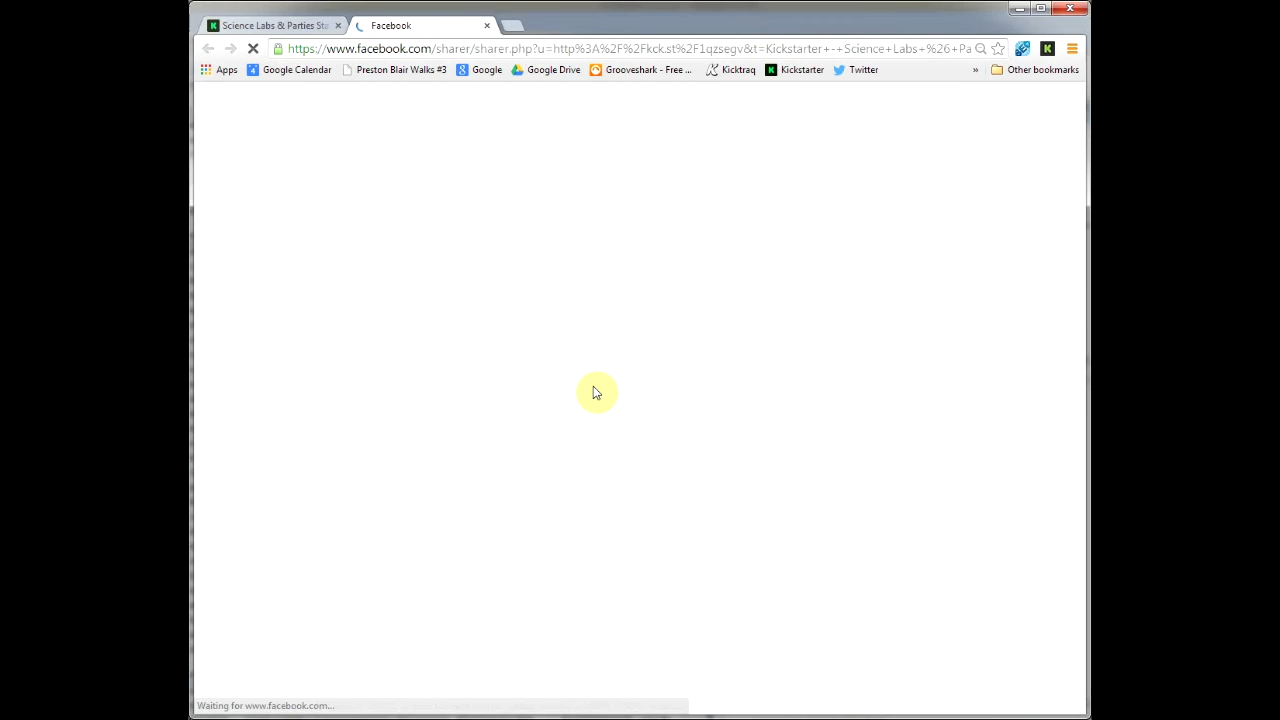 Science Labs & Parties Sta
Facebook
https://www.facebook.com/sharer/sharer.php?u=http%3A%2F%2Fkck.st%2F1qzsegv&t=Kickstarter+-+Science+Labs+%26+Pa
Apps
4 Google Calendar
Preston Blair Walks #3
Google
Google Drive
Grooveshark - Free ...
Kicktraq
Kickstarter
Twitter
»
Other bookmarks
Waiting for www.facebook.com...